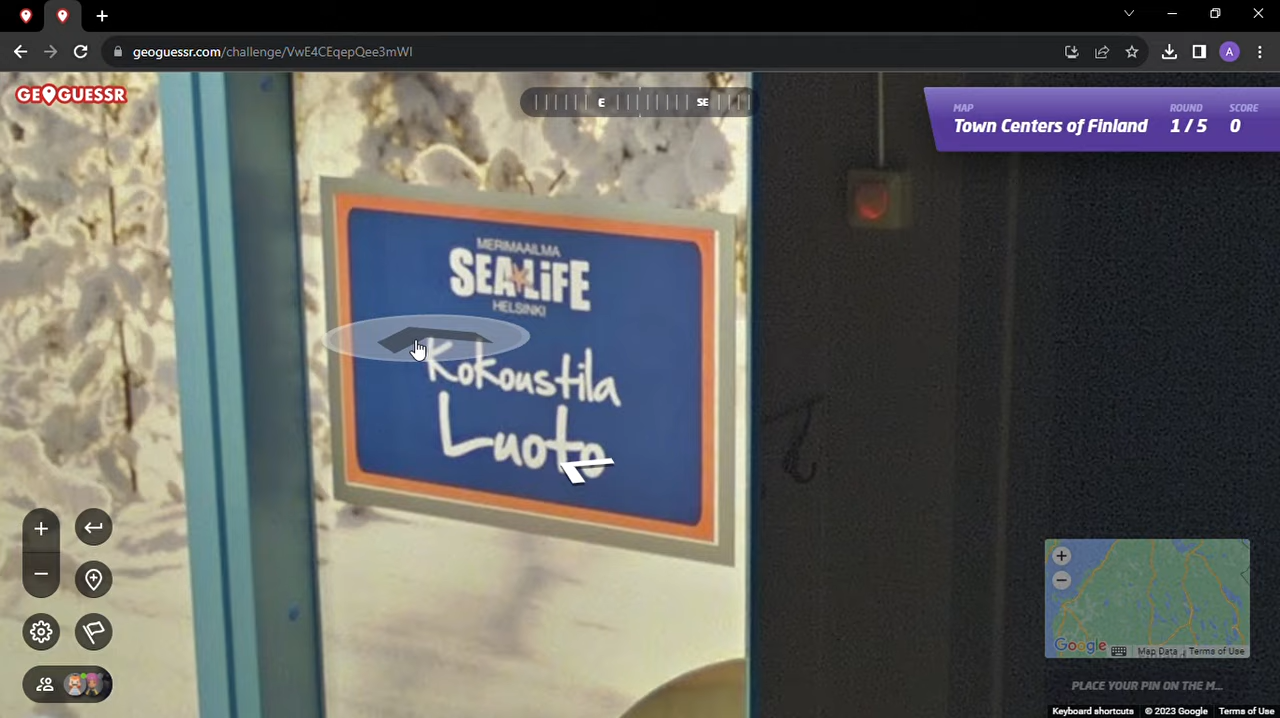 geoguessr.com/challenge/VwE4CEqepQee3mWI
A
GEOGUESSR
E
SE
MAP
ROUND
SCORE
Town Centers of Finland
1 / 5
0
MERIMAAILMA
SEA LiFE
HELSINKI
Kokoustila
Luoto
Google
Map Data
Terms of Use
PLACE YOUR PIN ON THE M...
Keyboard shortcuts
© 2023 Google
Terms of Use